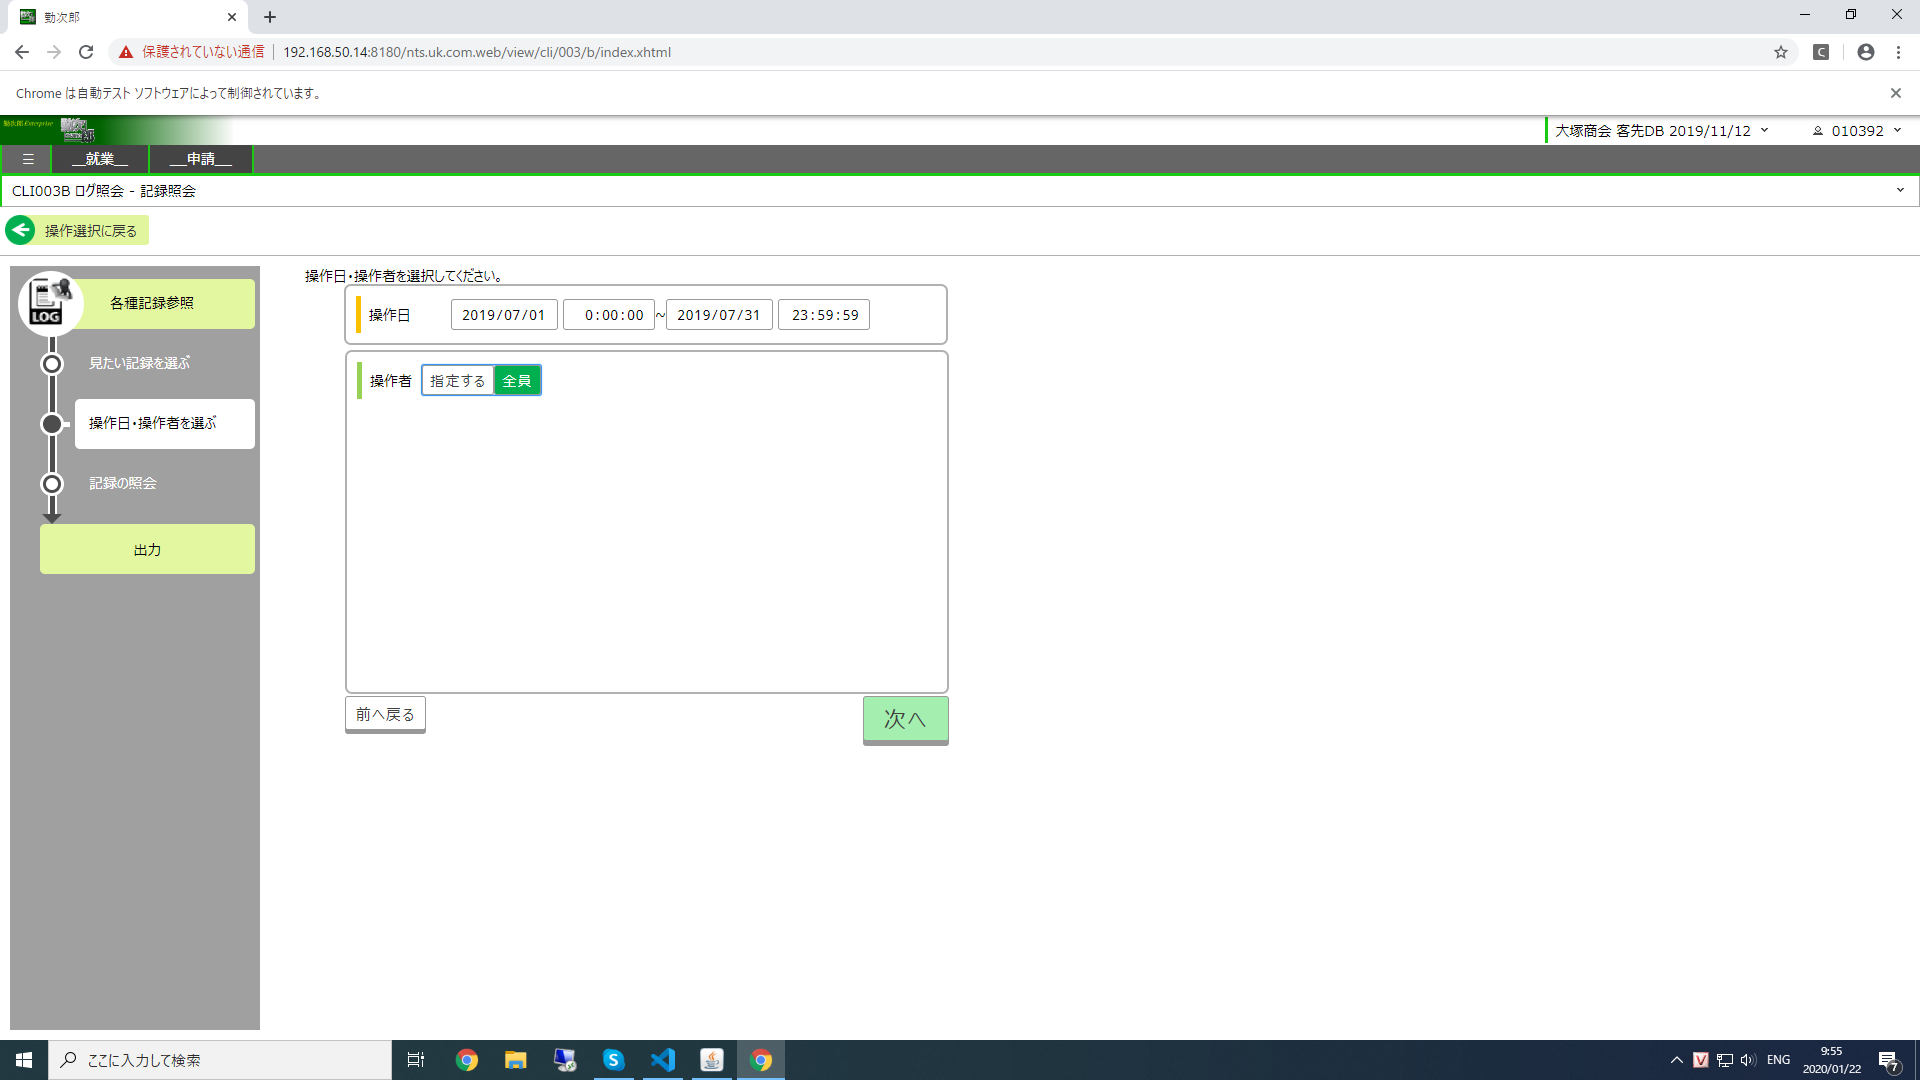 勤次郎
保護されていない通信
192.168.50.14:8180/nts.uk.com.web/view/cli/003/b/index.xhtml
C
Chrome は自動テスト ソフトウェアによって制御されています。
勤次郎 Enterprise
大塚商会 客先DB 2019/11/12
010392
__就業__
__申請__
CLI003B ログ照会 - 記録照会
操作選択に戻る
LOG
各種記録参照
見たい記録を選ぶ
操作日・操作者を選ぶ
記録の照会
出力
操作日・操作者を選択してください。
操作日 2019/07/01 0:00:00 ~ 2019/07/31 23:59:59
操作者 指定する 全員
前へ戻る
次へ
ここに入力して検索
S
V
ENG
9:55
2020/01/22
7